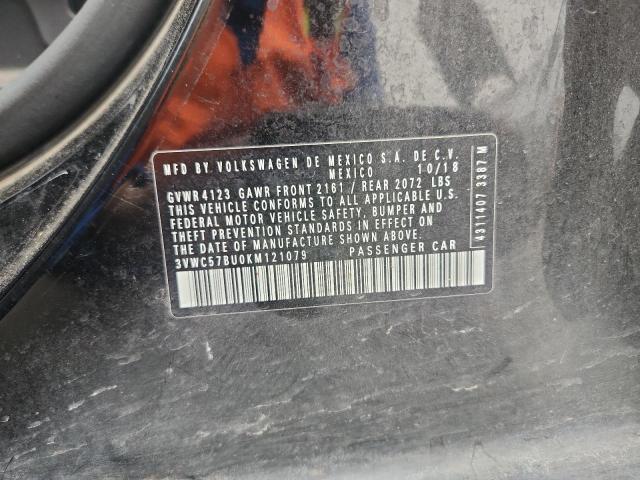 MFD BY. VOLKSWAGEN DE MEXICO S.A. DE C.V.
MEXICO 10/18
GVWR 4123 GAWR FRONT 2161 / REAR 2072 LBS
THIS VEHICLE CONFORMS TO ALL APPLICABLE U.S.
FEDERAL MOTOR VEHICLE SAFETY, BUMPER AND
THEFT PREVENTION STANDARDS IN EFFECT ON
THE DATE OF MANUFACTURE SHOWN ABOVE.
3VWC57BU0KM121079 PASSENGER CAR
4311407 3387 M